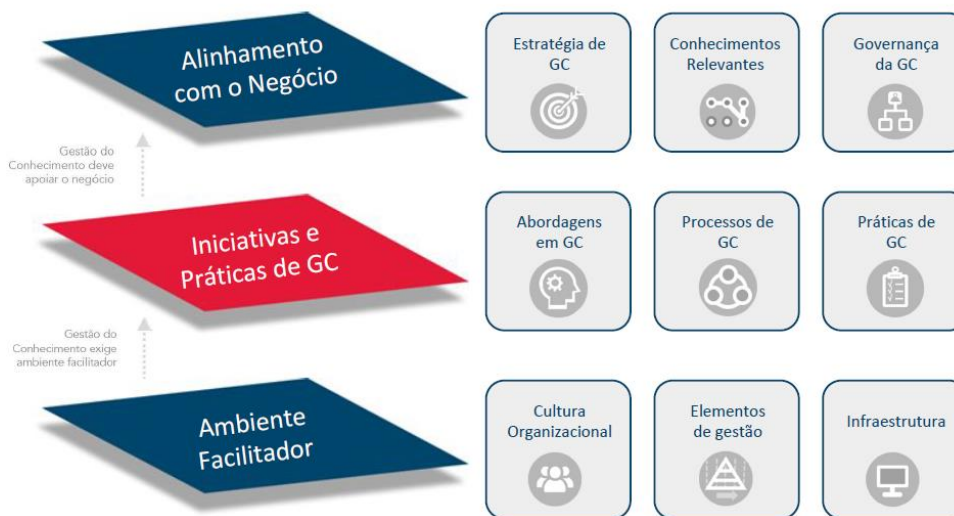 Alinhamento
com o Negócio
Estratégia de
GC
Conhecimentos
Relevantes
Governança
da GC
Gestão do
Conhecimento deve
apoiar o negócio
Iniciativas e
Práticas de GC
Abordagens
em GC
Processos de
GC
Práticas de
GC
Gestão do
Conhecimento exige
ambiente facilitador
Ambiente
Facilitador
Cultura
Organizacional
Elementos
de gestão
Infraestrutura